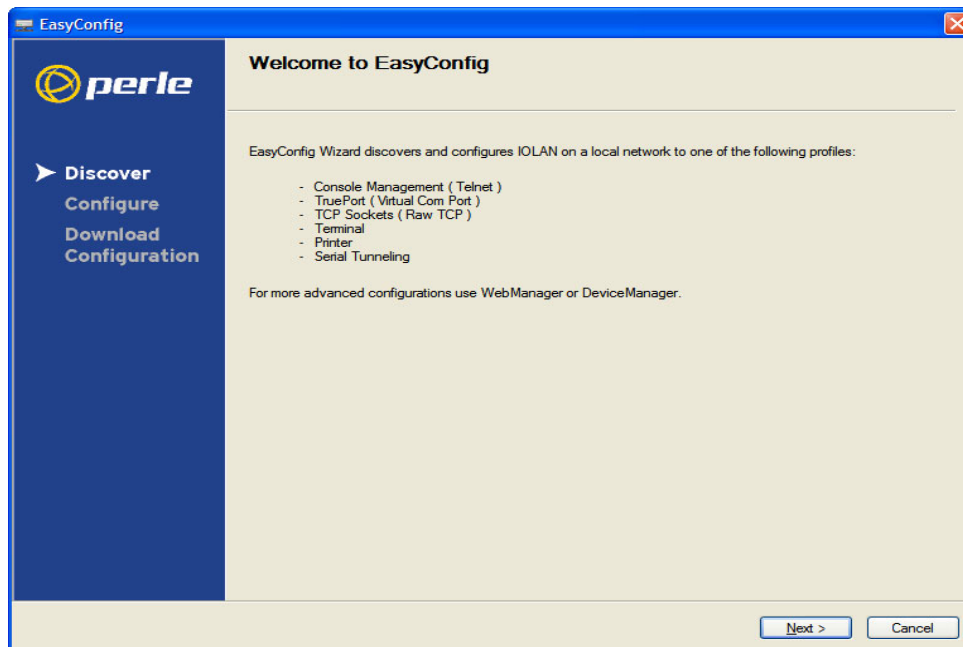 EasyConfig
perle
Discover
Configure
Download
Configuration
Welcome to EasyConfig
EasyConfig Wizard discovers and configures IOLAN on a local network to one of the following profiles:
- Console Management ( Telnet )
- TruePort ( Virtual Com Port )
- TCP Sockets ( Raw TCP )
- Terminal
- Printer
- Serial Tunneling
For more advanced configurations use WebManager or DeviceManager.
Next >
Cancel